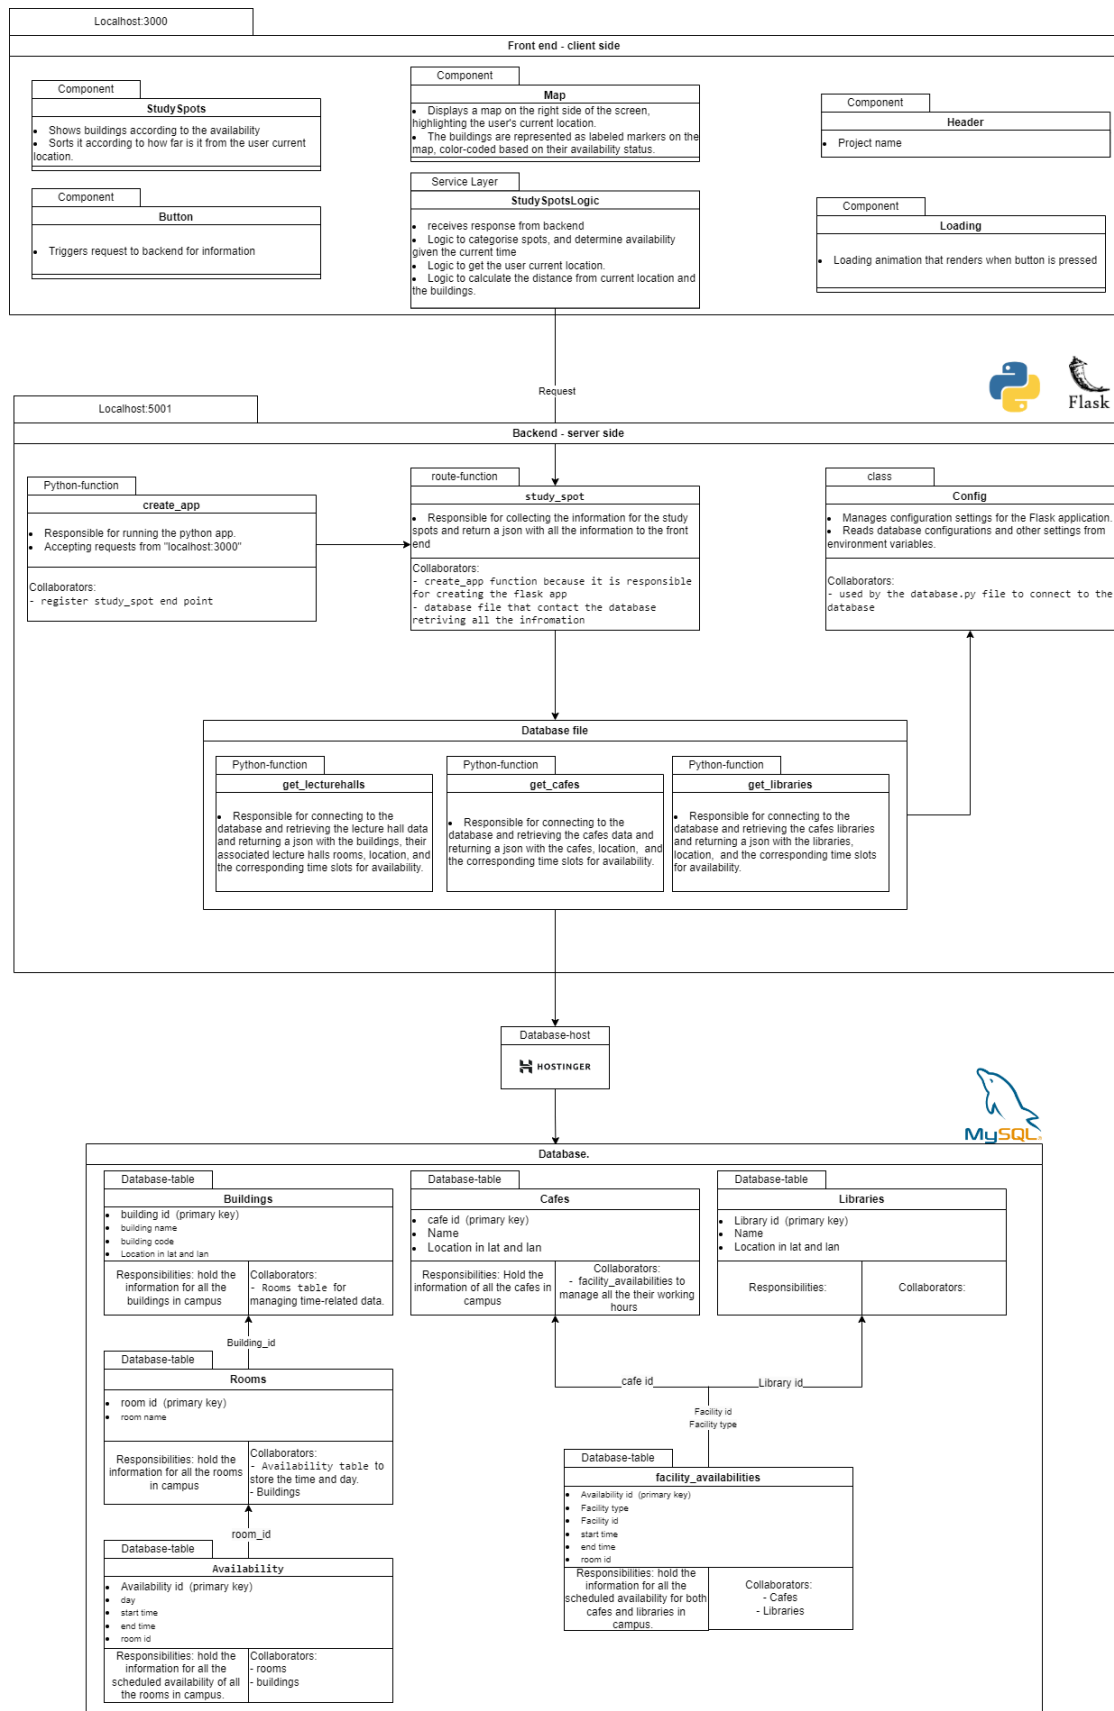 Localhost:3000
Front end - client side
Component
StudySpots
• Shows buildings according to the availability
• Sorts it according to how far is it from the user current
location.
Component
Map
• Displays a map on the right side of the screen,
highlighting the user's current location.
• The buildings are represented as labeled markers on the
map, color-coded based on their availability status.
Component
Header
• Project name
Component
Button
• Triggers request to backend for information
Service Layer
StudySpotsLogic
• receives response from backend
• Logic to categorise spots, and determine availability
given the current time
• Logic to get the user current location.
• Logic to calculate the distance from current location and
the buildings.
Component
Loading
• Loading animation that renders when button is pressed
Request
Flask
Localhost:5001
Backend - server side
Python-function
create_app
• Responsible for running the python app.
• Accepting requests from "localhost:3000"
Collaborators:
- register study_spot end point
route-function
study_spot
• Responsible for collecting the information for the study
spots and return a json with all the information to the front
end
Collaborators:
- create_app function because it is responsible
for creating the flask app
- database file that contact the database
retriving all the infromation
class
Config
• Manages configuration settings for the Flask application.
• Reads database configurations and other settings from
environment variables.
Collaborators:
- used by the database.py file to connect to the
database
Database file
Python-function
get_lecturehalls
• Responsible for connecting to the
database and retrieving the lecture hall data
and returning a json with the buildings, their
associated lecture halls rooms, location, and
the corresponding time slots for availability.
Python-function
get_cafes
• Responsible for connecting to the
database and retrieving the cafes data and
returning a json with the cafes, location, and
the corresponding time slots for availability.
Python-function
get_libraries
• Responsible for connecting to the
database and retrieving the cafes libraries
and returning a json with the libraries,
location, and the corresponding time slots
for availability.
Database-host
HOSTINGER
MySQL
Database.
Database-table
Buildings
• building id (primary key)
• building name
• building code
• Location in lat and lan
Responsibilities: hold the
information for all the
buildings in campus
Collaborators:
- Rooms table for
managing time-related data.
Database-table
Cafes
• cafe id (primary key)
• Name
• Location in lat and lan
Responsibilities: Hold the
information of all the cafes in
campus
Collaborators:
- facility_availabilities to
manage all the their working
hours
Database-table
Libraries
• Library id (primary key)
• Name
• Location in lat and lan
Responsibilities:
Collaborators:
Building_id
Database-table
Rooms
• room id (primary key)
• room name
Responsibilities: hold the
information for all the rooms
in campus
Collaborators:
- Availability table to
store the time and day.
- Buildings
cafe id
Library id
Facility id
Facility type
Database-table
facility_availabilities
• Availability id (primary key)
• Facility type
• Facility id
• start time
• end time
• room id
Responsibilities: hold the
information for all the
scheduled availability for both
cafes and libraries in
campus.
Collaborators:
- Cafes
- Libraries
room_id
Database-table
Availability
• Availability id (primary key)
• day
• start time
• end time
• room id
Responsibilities: hold the
information for all the
scheduled availability of all
the rooms in campus.
Collaborators:
- rooms
- buildings